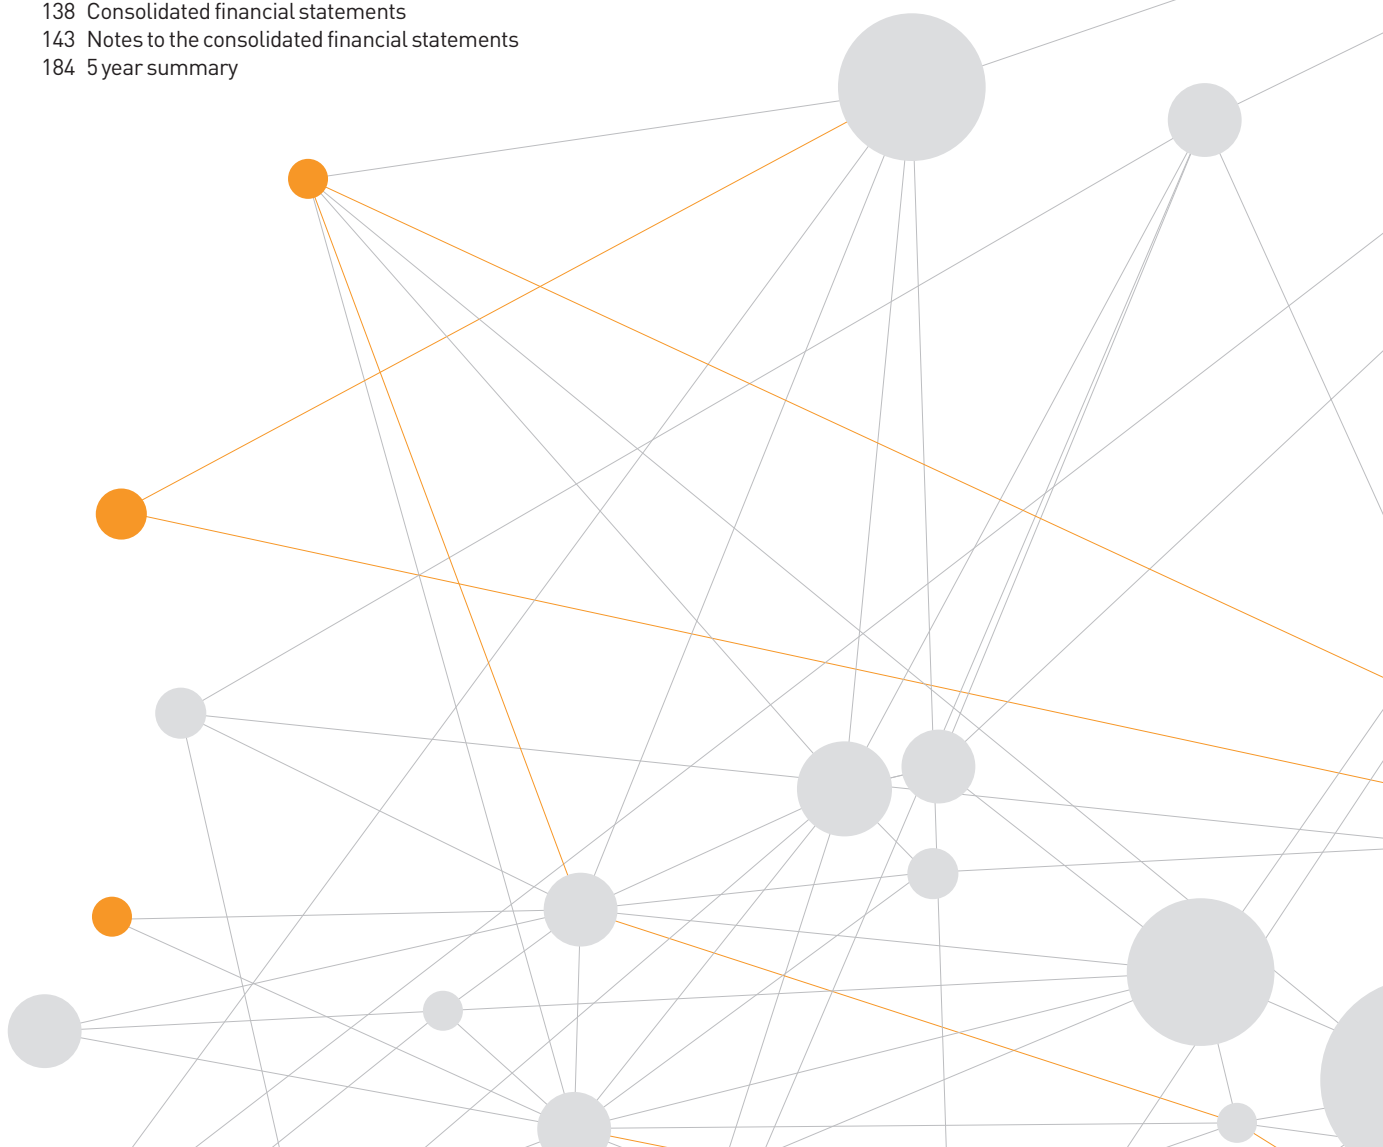 138 Consolidated financial statements
143 Notes to the consolidated financial statements
184 5 year summary